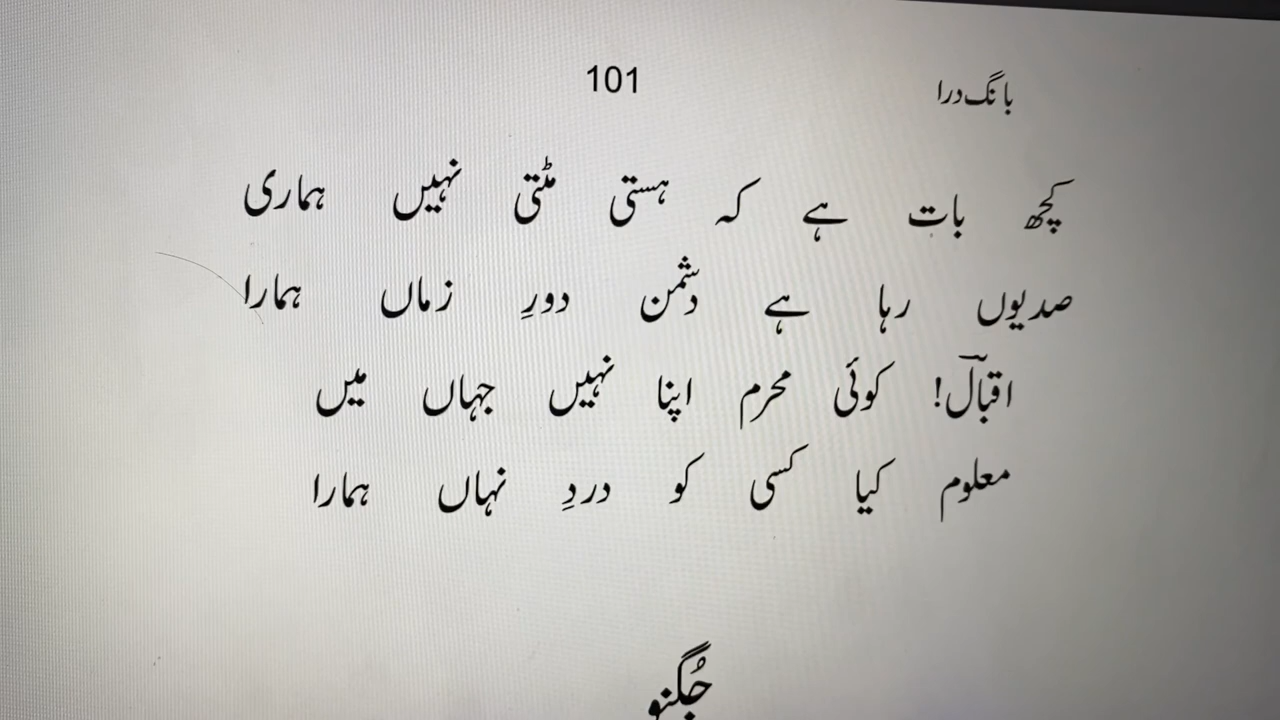 بانگ درا 101
کچھ بات ہے کہ ہستی مٹتی نہیں ہماری
صدیوں رہا ہے دشمن دورِ زماں ہمارا
اقبالؔ! کوئی محرم اپنا نہیں جہاں میں
معلوم کیا کسی کو دردِ نہاں ہمارا
جُگنو